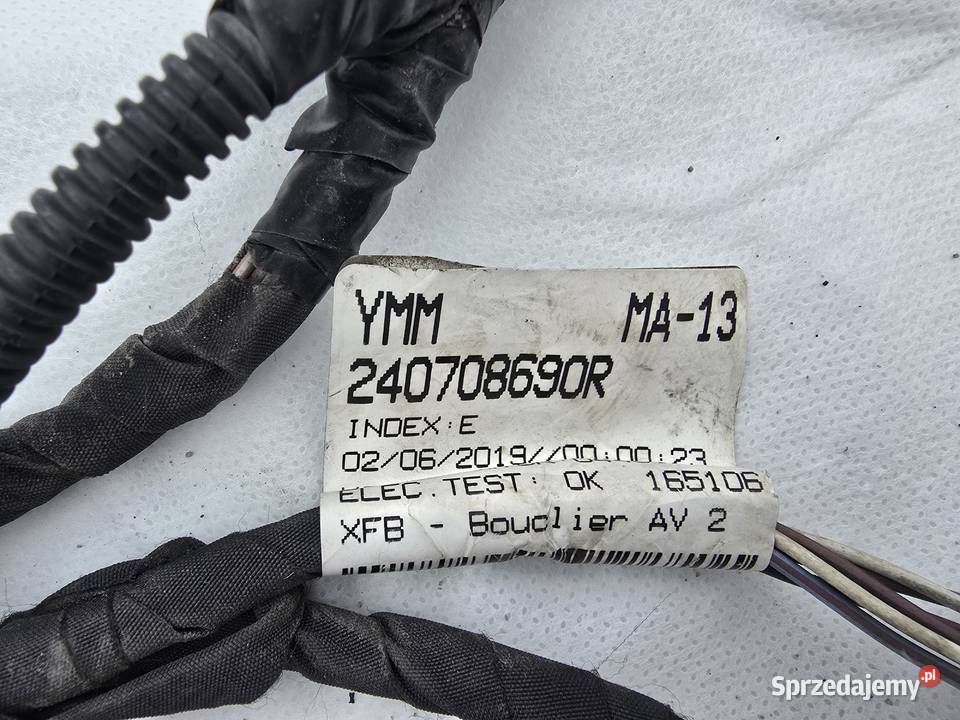 YMM MA-13
240708690R
INDEX:E
02/06/2019//00:00:23
ELEC.TEST: OK 165106
XFB - Bouclier AV 2
Sprzedajemy.pl